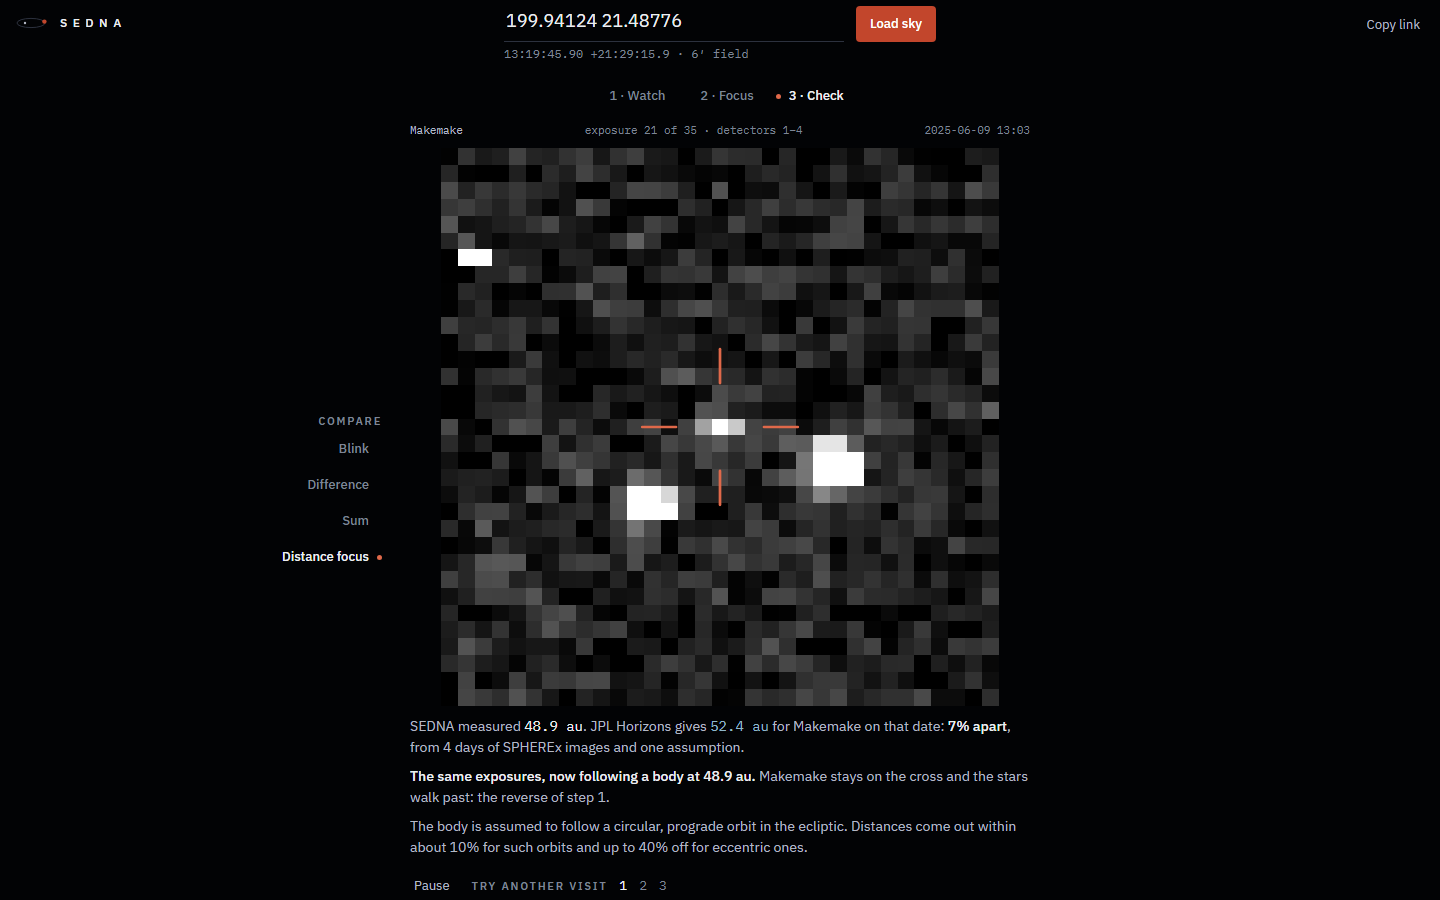 SEDNA
199.94124 21.48776
Load sky
Copy link
13:19:45.90 +21:29:15.9 · 6′ field
1 · Watch
2 · Focus
3 · Check
Makemake
exposure 21 of 35 · detectors 1–4
2025-06-09 13:03
COMPARE
Blink
Difference
Sum
Distance focus
SEDNA measured 48.9 au. JPL Horizons gives 52.4 au for Makemake on that date: 7% apart,
from 4 days of SPHEREx images and one assumption.
The same exposures, now following a body at 48.9 au. Makemake stays on the cross and the stars
walk past: the reverse of step 1.
The body is assumed to follow a circular, prograde orbit in the ecliptic. Distances come out within
about 10% for such orbits and up to 40% off for eccentric ones.
Pause
TRY ANOTHER VISIT 1 2 3